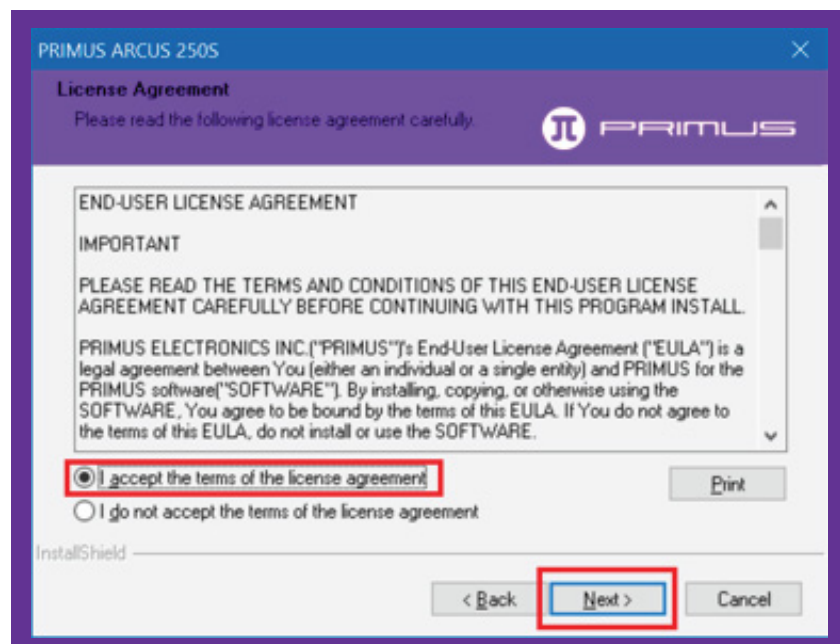 PRIMUS ARCUS 250S
License Agreement
Please read the following license agreement carefully.
PRIMUS
END-USER LICENSE AGREEMENT
IMPORTANT
PLEASE READ THE TERMS AND CONDITIONS OF THIS END-USER LICENSE
AGREEMENT CAREFULLY BEFORE CONTINUING WITH THIS PROGRAM INSTALL.
PRIMUS ELECTRONICS INC.("PRIMUS")'s End-User License Agreement ("EULA") is a
legal agreement between You (either an individual or a single entity) and PRIMUS for the
PRIMUS software("SOFTWARE"). By installing, copying, or otherwise using the
SOFTWARE, You agree to be bound by the terms of this EULA. If You do not agree to
the terms of this EULA, do not install or use the SOFTWARE.
I accept the terms of the license agreement
Print
I do not accept the terms of the license agreement
InstallShield
< Back
Next >
Cancel